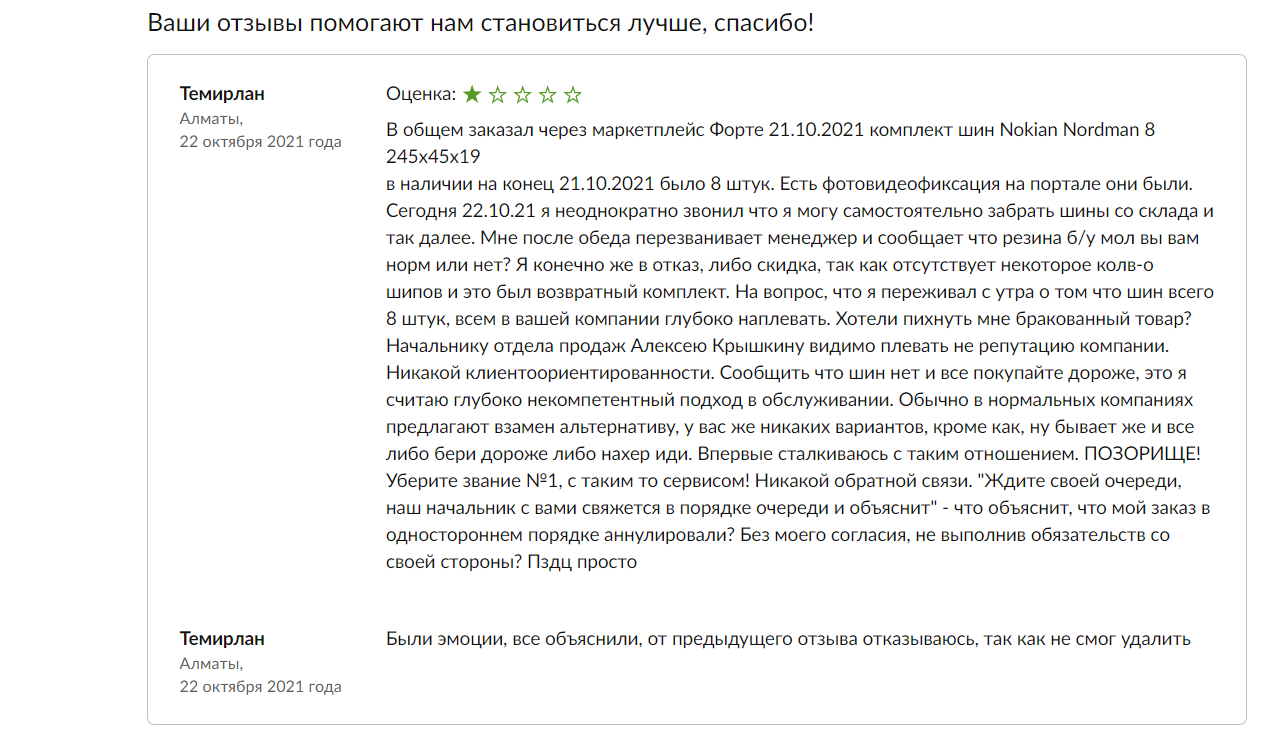 Ваши отзывы помогают нам становиться лучше, спасибо!
Темирлан
Алматы,
22 октября 2021 года
Оценка:
В общем заказал через маркетплейс Форте 21.10.2021 комплект шин Nokian Nordman 8
245х45х19
в наличии на конец 21.10.2021 было 8 штук. Есть фотовидеофиксация на портале они были.
Сегодня 22.10.21 я неоднократно звонил что я могу самостоятельно забрать шины со склада и
так далее. Мне после обеда перезванивает менеджер и сообщает что резина б/у мол вы вам
норм или нет? Я конечно же в отказ, либо скидка, так как отсутствует некоторое колв-о
шипов и это был возвратный комплект. На вопрос, что я переживал с утра о том что шин всего
8 штук, всем в вашей компании глубоко наплевать. Хотели пихнуть мне бракованный товар?
Начальнику отдела продаж Алексею Крышкину видимо плевать не репутацию компании.
Никакой клиентоориентированности. Сообщить что шин нет и все покупайте дороже, это я
считаю глубоко некомпетентный подход в обслуживании. Обычно в нормальных компаниях
предлагают взамен альтернативу, у вас же никаких вариантов, кроме как, ну бывает же и все
либо бери дороже либо нахер иди. Впервые сталкиваюсь с таким отношением. ПОЗОРИЩЕ!
Уберите звание №1, с таким то сервисом! Никакой обратной связи. "Ждите своей очереди,
наш начальник с вами свяжется в порядке очереди и объяснит" - что объяснит, что мой заказ в
одностороннем порядке аннулировали? Без моего согласия, не выполнив обязательств со
своей стороны? Пздц просто
Темирлан
Алматы,
22 октября 2021 года
Были эмоции, все объяснили, от предыдущего отзыва отказываюсь, так как не смог удалить